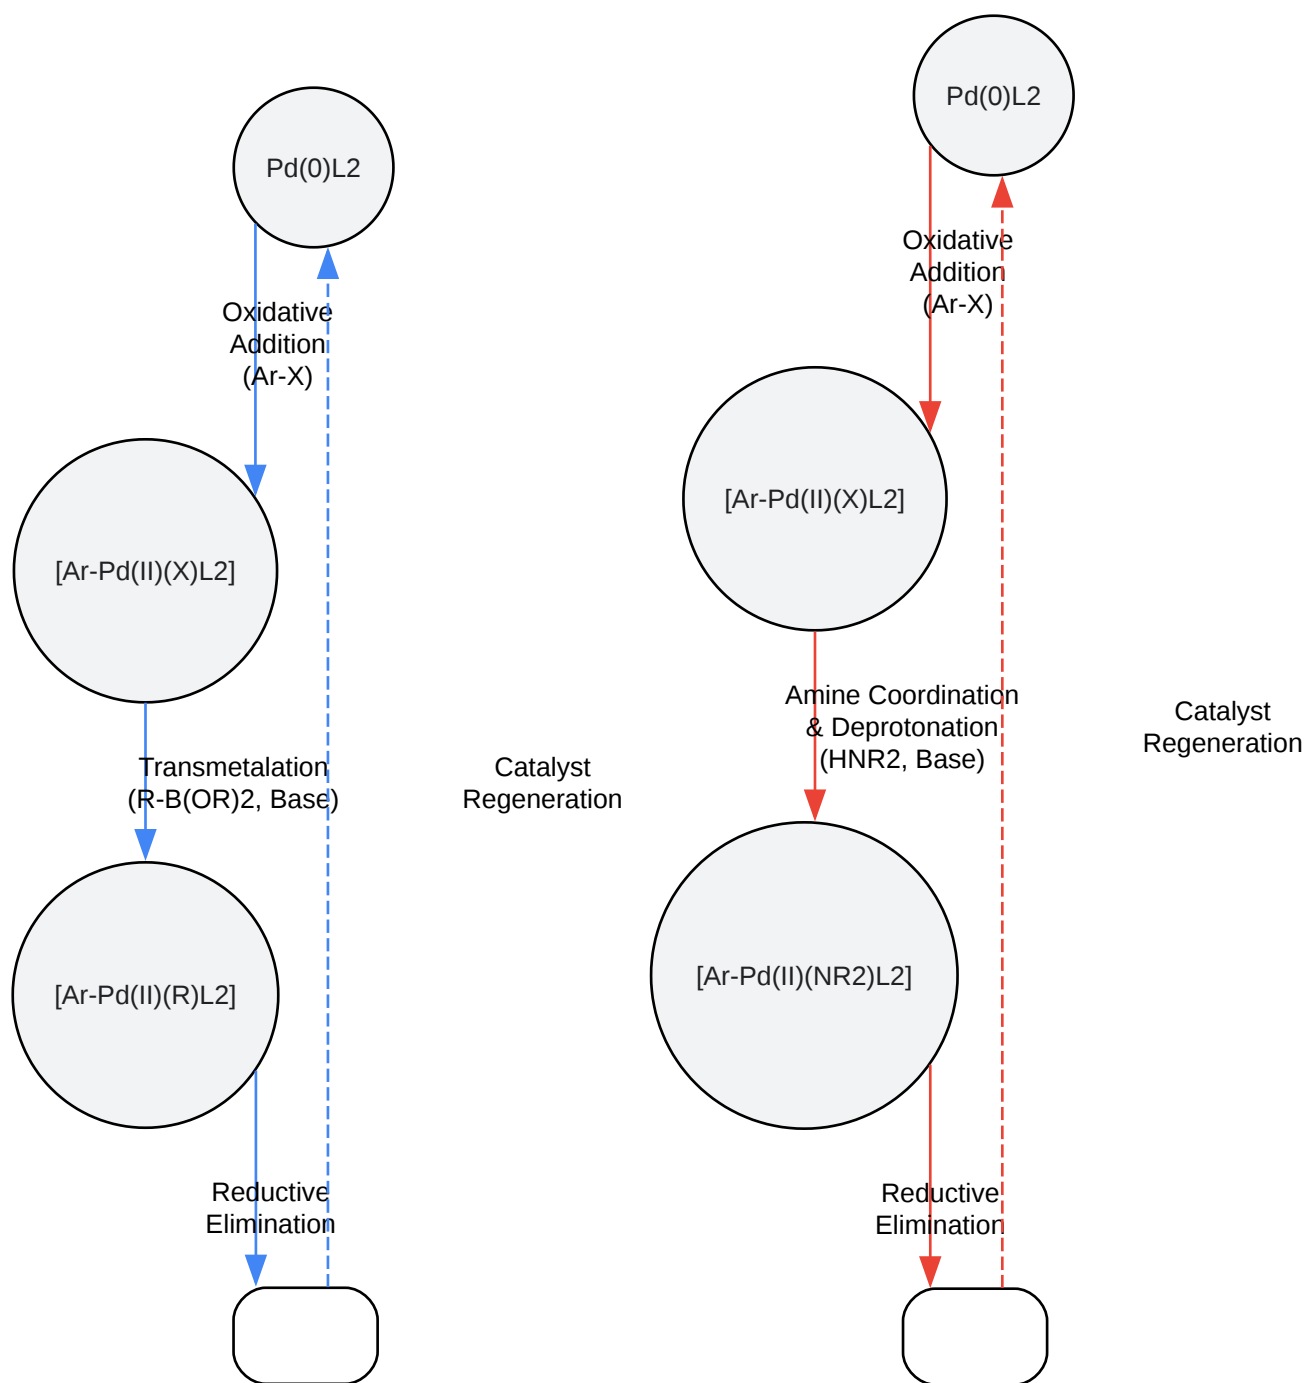 Pd(0)L2
Oxidative
Addition
(Ar-X)
[Ar-Pd(II)(X)L2]
Transmetalation
(R-B(OR)2, Base)
Catalyst
Regeneration
[Ar-Pd(II)(R)L2]
Reductive
Elimination
Pd(0)L2
Oxidative
Addition
(Ar-X)
[Ar-Pd(II)(X)L2]
Amine Coordination
& Deprotonation
(HNR2, Base)
Catalyst
Regeneration
[Ar-Pd(II)(NR2)L2]
Reductive
Elimination